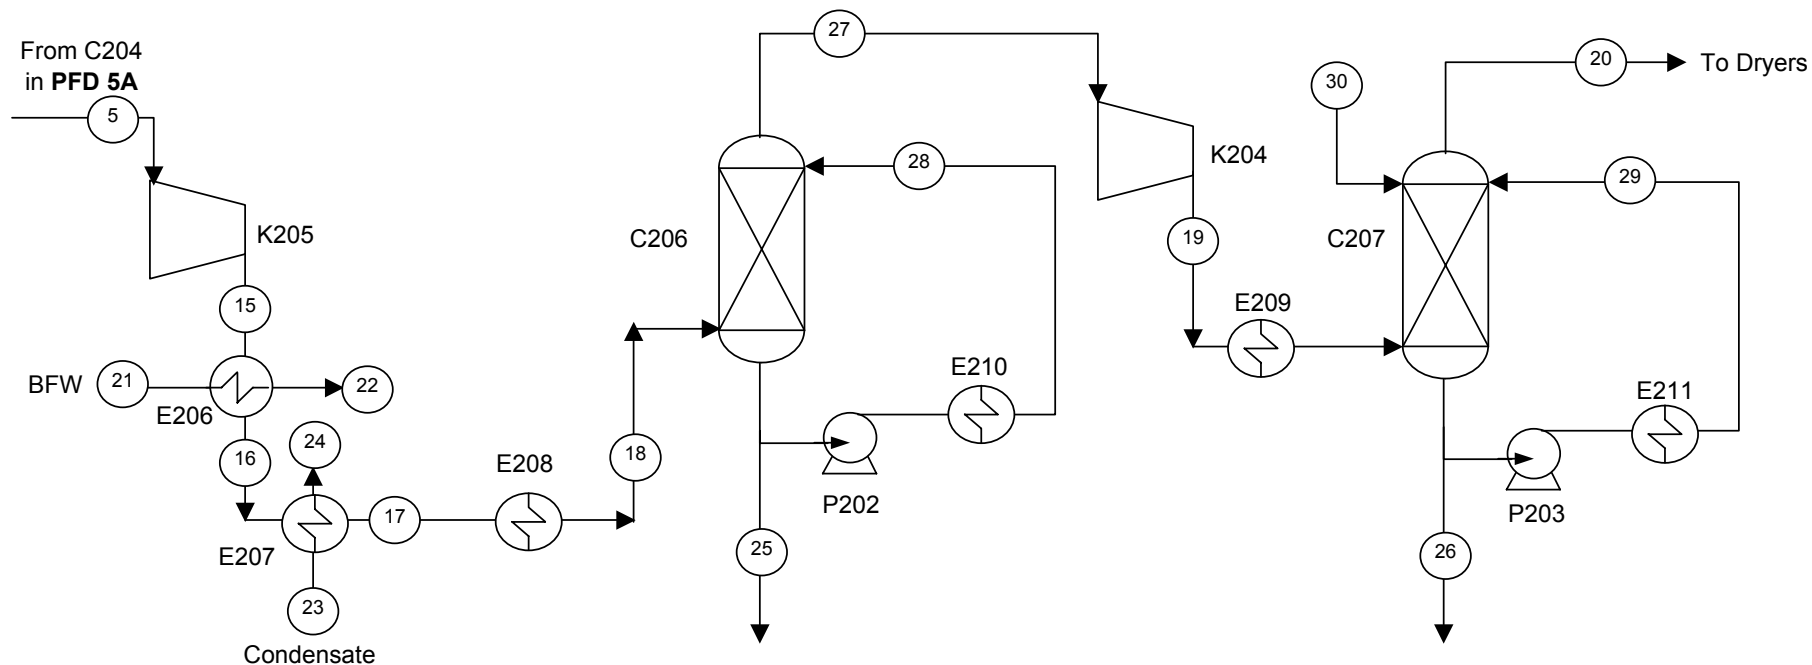 From C204
in PFD 5A
5
K205
15
BFW
21
22
E206
16
24
E207
17
23
Condensate
E208
18
27
C206
28
E210
P202
25
K204
19
E209
30
20
To Dryers
C207
29
E211
P203
26